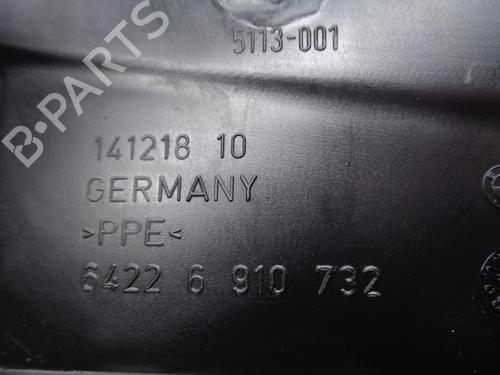 B-PARTS
5113-001
141218 10
GERMANY
>PPE<
6422 6 910 732